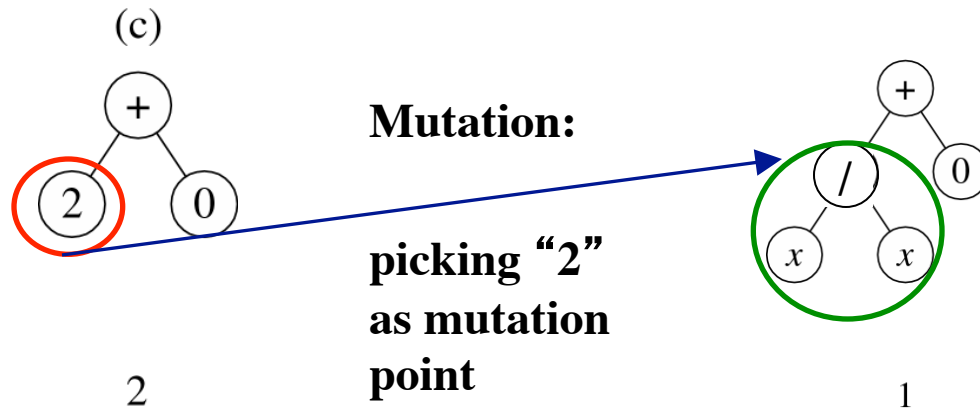 (c)
+
2
0
2
Mutation:
picking “2”
as mutation
point
+
/
0
x
x
1